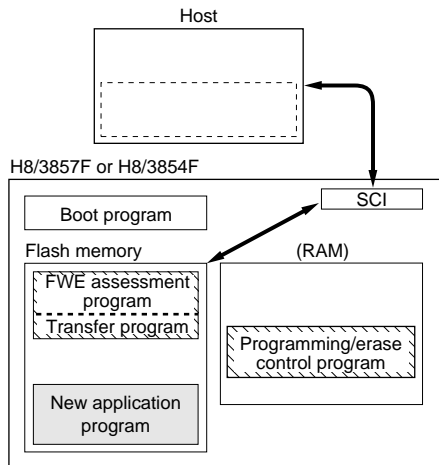 Host
H8/3857F or H8/3854F
SCI
Boot program
Flash memory
(RAM)
FWE assessment
program
Transfer program
Programming/erase
control program
New application
program